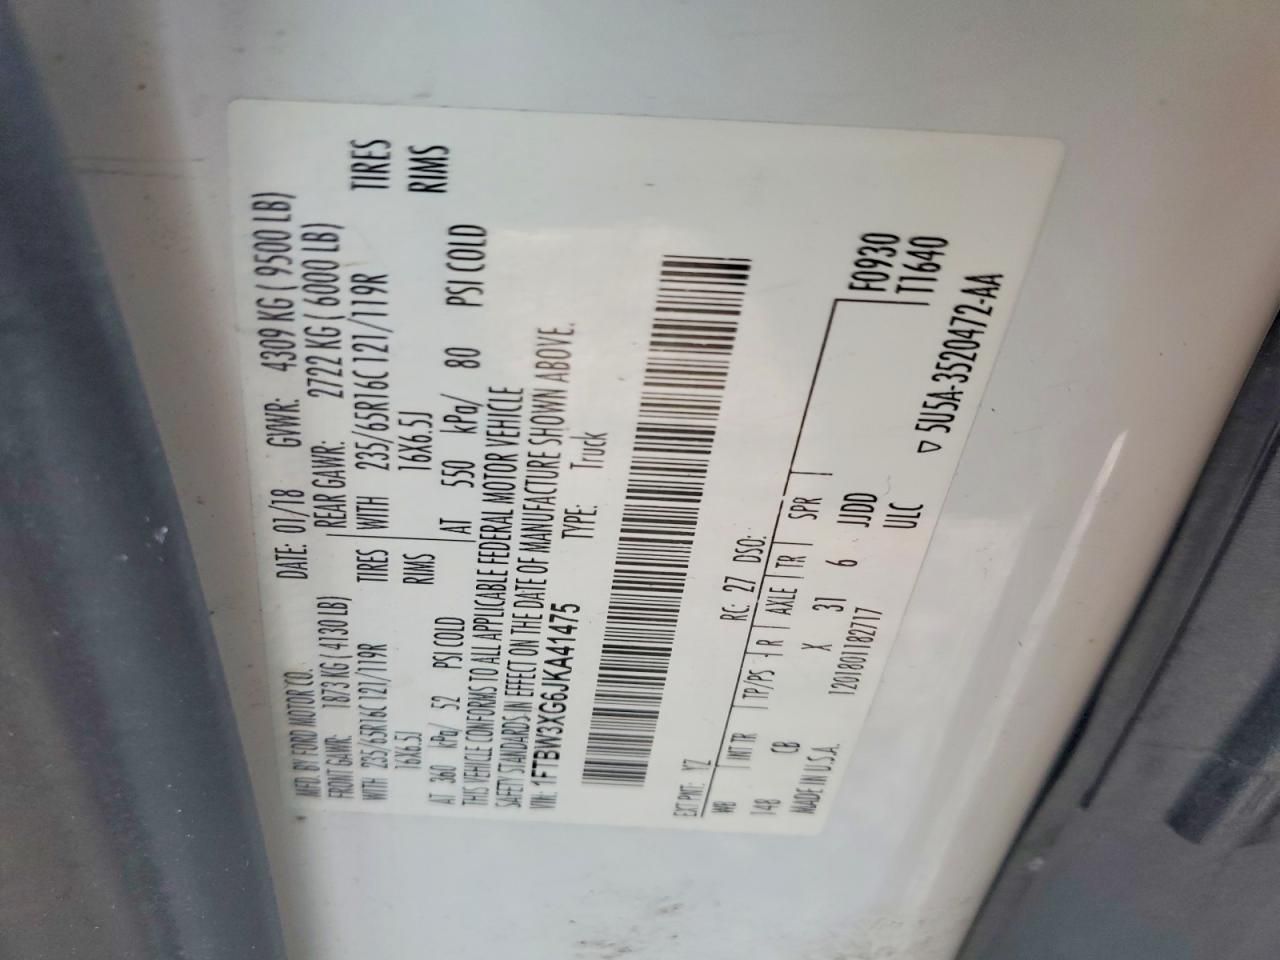 MFD. BY FORD MOTOR CO.
DATE: 01/18 GVWR: 4309 KG ( 9500 LB)
FRONT GAWR: 1873 KG ( 4130 LB) REAR GAWR: 2722 KG ( 6000 LB)
WITH 235/65R16C 121/119R TIRES WITH 235/65R16C 121/119R TIRES
16X6.5J RIMS 16X6.5J RIMS
AT 360 kPa/ 52 PSI COLD AT 550 kPa/ 80 PSI COLD
THIS VEHICLE CONFORMS TO ALL APPLICABLE FEDERAL MOTOR VEHICLE
SAFETY STANDARDS IN EFFECT ON THE DATE OF MANUFACTURE SHOWN ABOVE.
VIN: 1FTBW3XG6JKA41475 TYPE: Truck
EXT PNT: YZ RC: 27 DSO: F0930
WB INT TR TP/PS R AXLE TR SPR T1640
148 CB X 31 6 JJDD
MADE IN U.S.A. 1201801182717 ULC
5U5A-3520472-AA